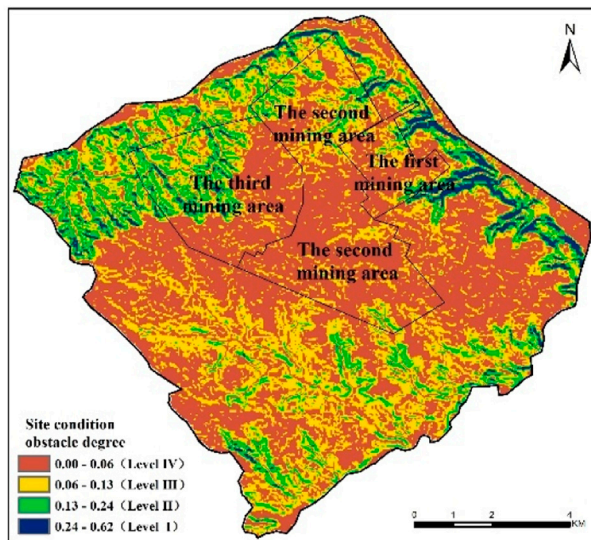 N
The second
mining area
The first
mining area
The third
mining area
The second
mining area
Site condition
obstacle degree
0.00 - 0.06（Level IV）
0.06 - 0.13（Level III）
0.13 - 0.24（Level II）
0.24 - 0.62（Level I）
0 1 2 4
KM